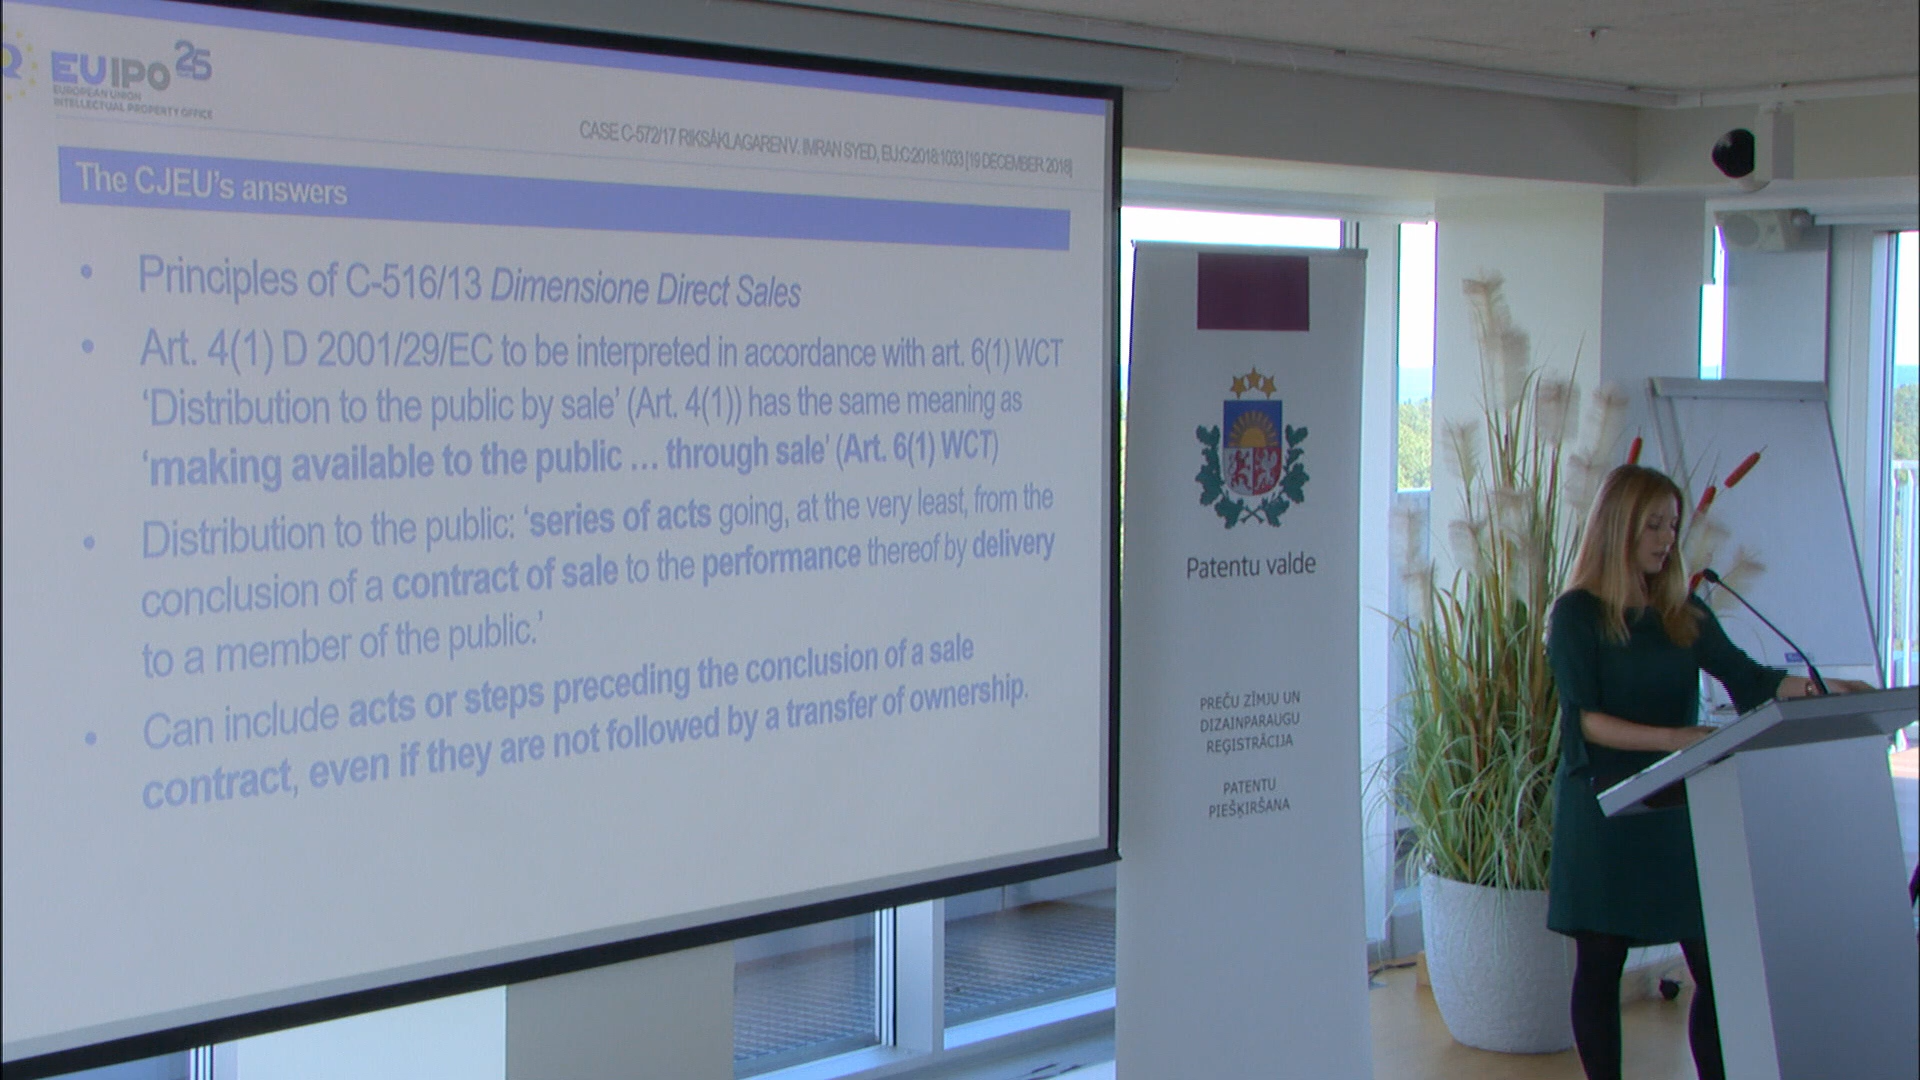 EUIPO 25
EUROPEAN UNION
INTELLECTUAL PROPERTY OFFICE
CASE C-572/17 RIKSÅKLAGAREN V. IMRAN SYED, EU:C:2018:1033 [19 DECEMBER 2018]
The CJEU's answers
• Principles of C-516/13 Dimensione Direct Sales
• Art. 4(1) D 2001/29/EC to be interpreted in accordance with art. 6(1) WCT
‘Distribution to the public by sale’ (Art. 4(1)) has the same meaning as
‘making available to the public … through sale’ (Art. 6(1) WCT)
• Distribution to the public: ‘series of acts going, at the very least, from the
conclusion of a contract of sale to the performance thereof by delivery
to a member of the public.’
• Can include acts or steps preceding the conclusion of a sale
contract, even if they are not followed by a transfer of ownership.
Patentu valde
PREČU ZĪMJU UN
DIZAINPARAUGU
REĢISTRĀCIJA
PATENTU
PIEŠĶIRŠANA